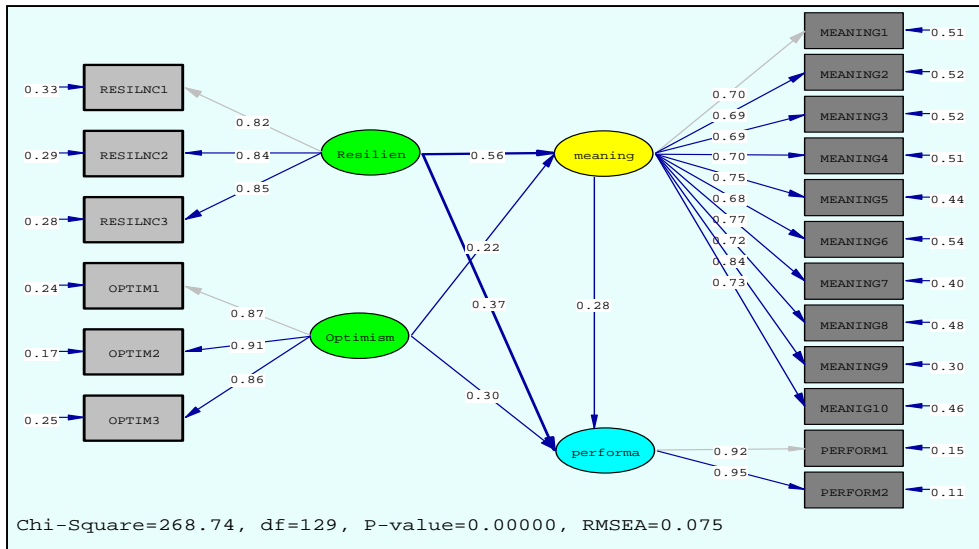 0.33
RESILNC1
0.29
RESILNC2
0.28
RESILNC3
0.24
OPTIM1
0.17
OPTIM2
0.25
OPTIM3
0.82
0.84
0.85
0.87
0.91
0.86
Resilien
Optimism
0.56
0.22
0.37
0.30
meaning
0.28
performa
0.70
0.69
0.69
0.70
0.75
0.68
0.77
0.72
0.84
0.73
0.92
0.95
MEANING1
0.51
MEANING2
0.52
MEANING3
0.52
MEANING4
0.51
MEANING5
0.44
MEANING6
0.54
MEANING7
0.40
MEANING8
0.48
MEANING9
0.30
MEANIG10
0.46
PERFORM1
0.15
PERFORM2
0.11
Chi-Square=268.74, df=129, P-value=0.00000, RMSEA=0.075